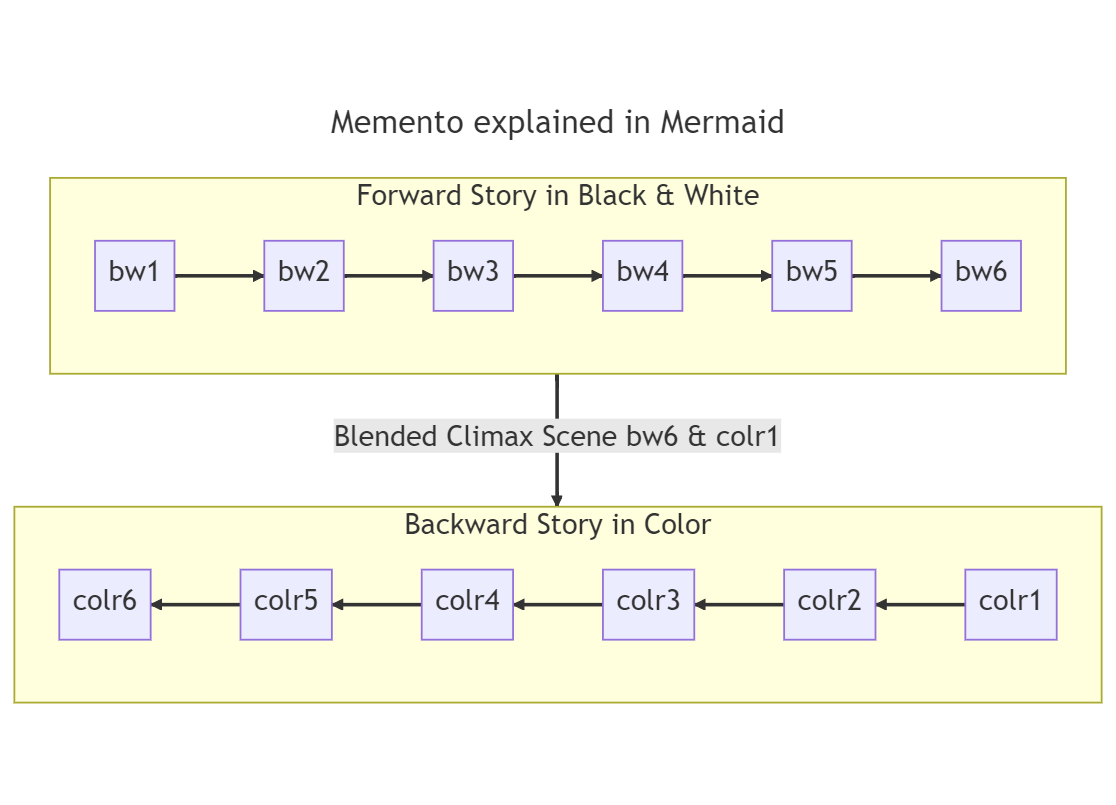 Memento explained in Mermaid
Forward Story in Black & White
bw1 bw2 bw3 bw4 bw5 bw6
Blended Climax Scene bw6 & colr1
Backward Story in Color
colr6 colr5 colr4 colr3 colr2 colr1